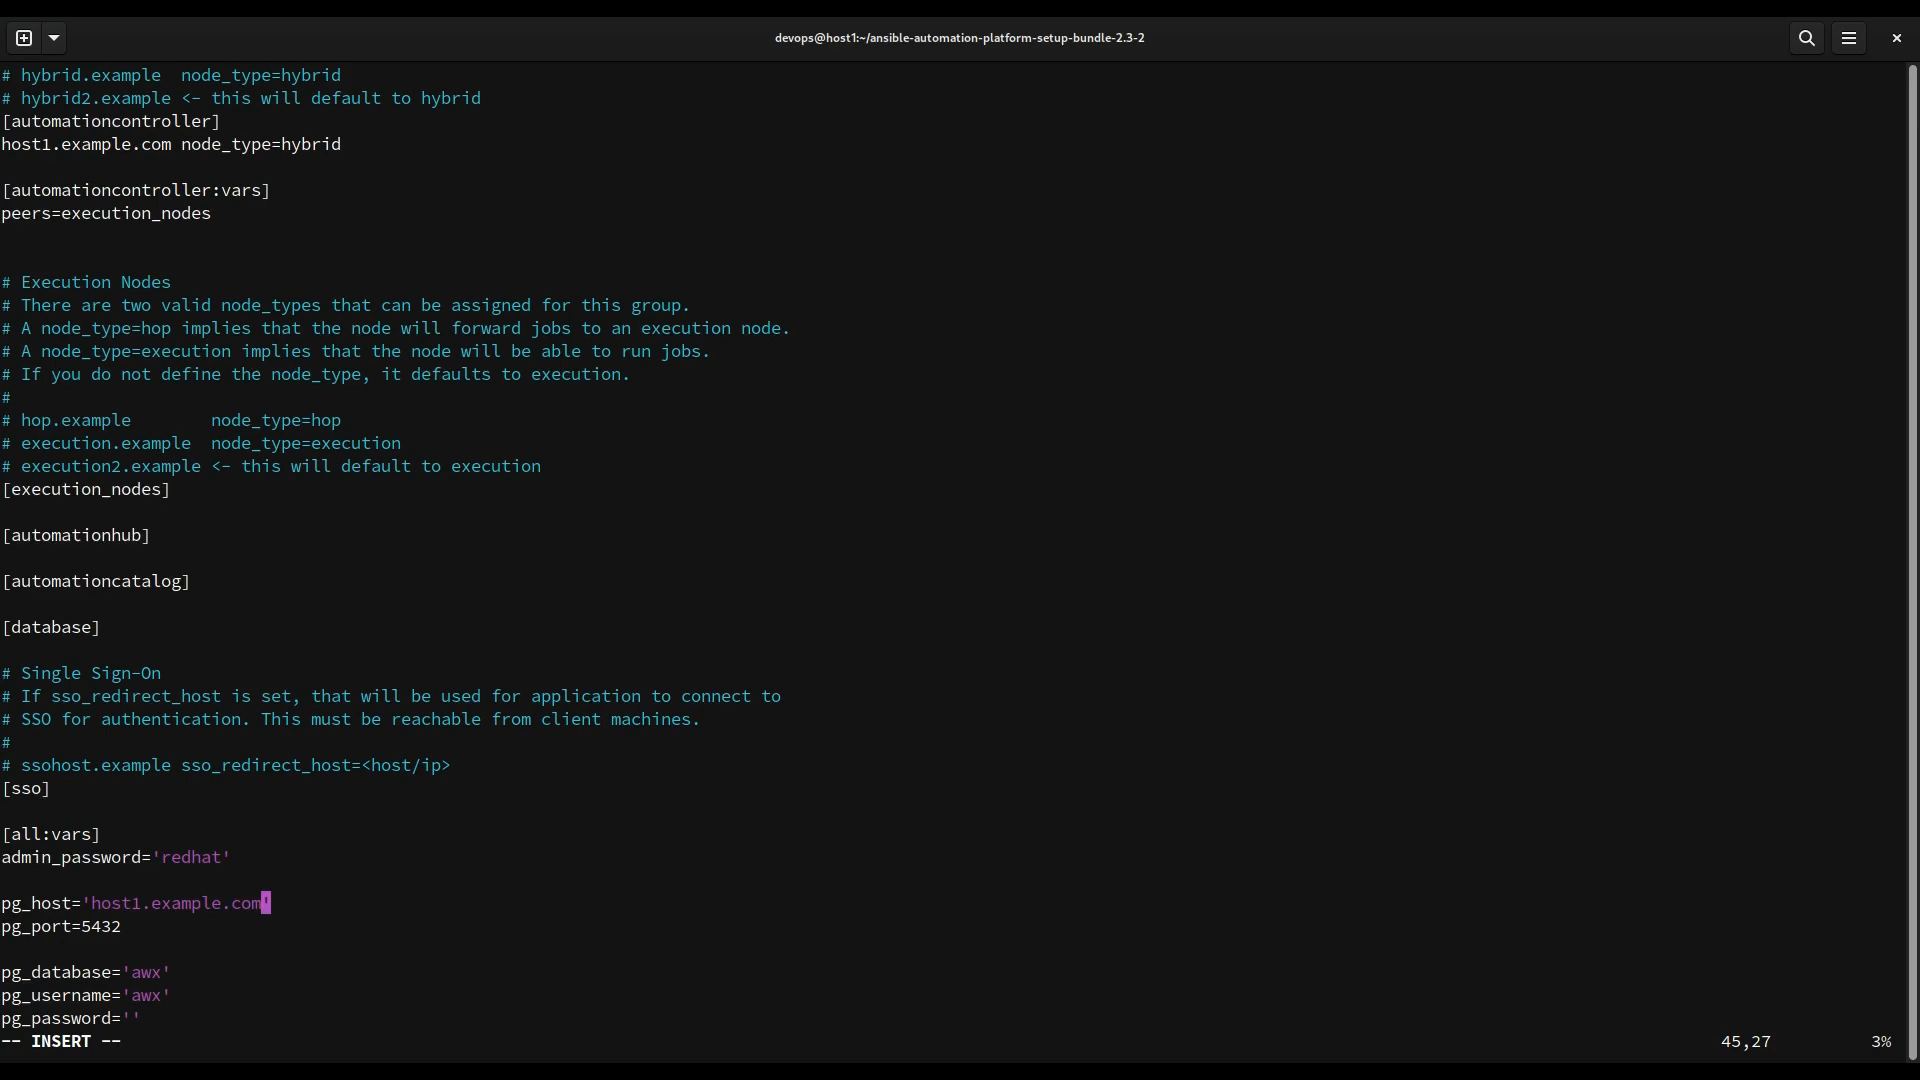 devops@host1:~/ansible-automation-platform-setup-bundle-2.3-2
# hybrid.example  node_type=hybrid
# hybrid2.example <- this will default to hybrid
[automationcontroller]
host1.example.com node_type=hybrid
[automationcontroller:vars]
peers=execution_nodes
# Execution Nodes
# There are two valid node_types that can be assigned for this group.
# A node_type=hop implies that the node will forward jobs to an execution node.
# A node_type=execution implies that the node will be able to run jobs.
# If you do not define the node_type, it defaults to execution.
#
# hop.example        node_type=hop
# execution.example  node_type=execution
# execution2.example <- this will default to execution
[execution_nodes]
[automationhub]
[automationcatalog]
[database]
# Single Sign-On
# If sso_redirect_host is set, that will be used for application to connect to
# SSO for authentication. This must be reachable from client machines.
#
# ssohost.example sso_redirect_host=<host/ip>
[sso]
[all:vars]
admin_password='redhat'
pg_host='host1.example.com'
pg_port=5432
pg_database='awx'
pg_username='awx'
pg_password=''
-- INSERT --    45,27    3%